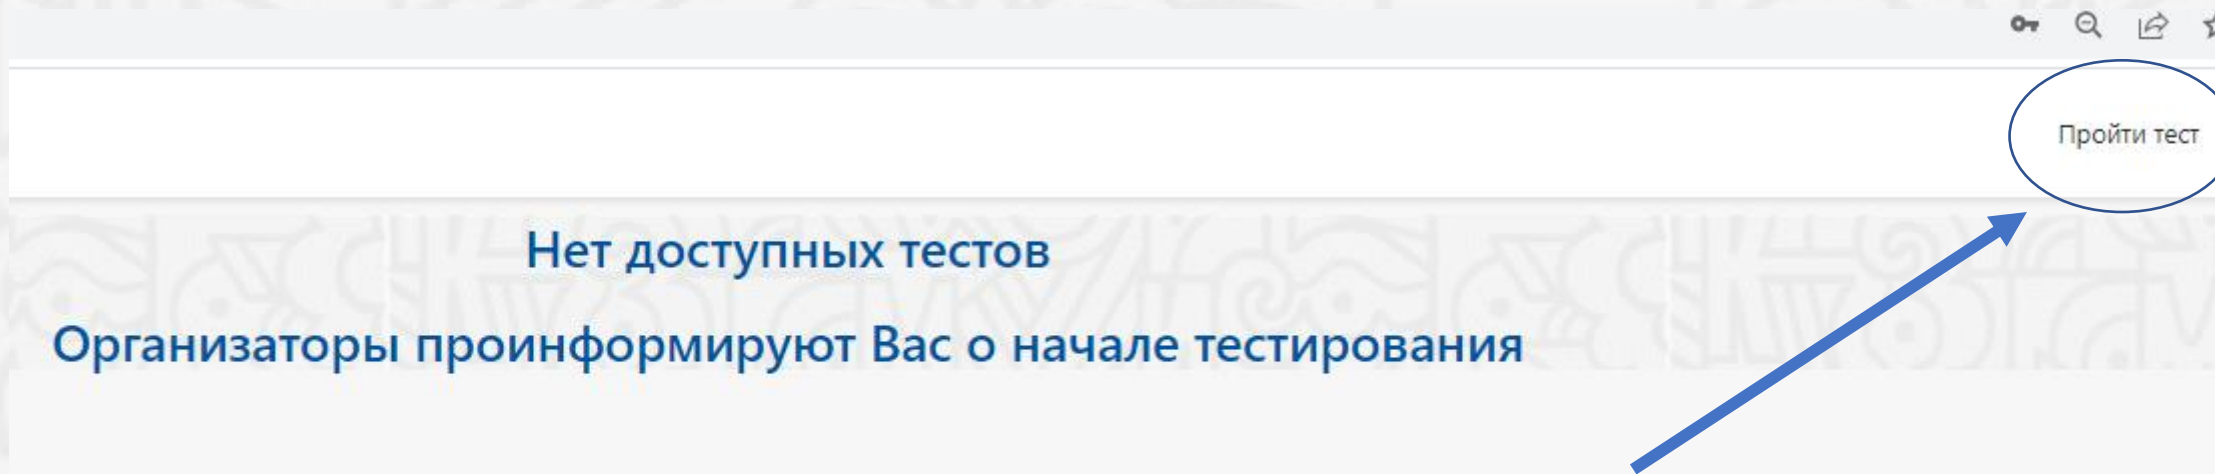 Пройти тест
Нет доступных тестов
Организаторы проинформируют Вас о начале тестирования